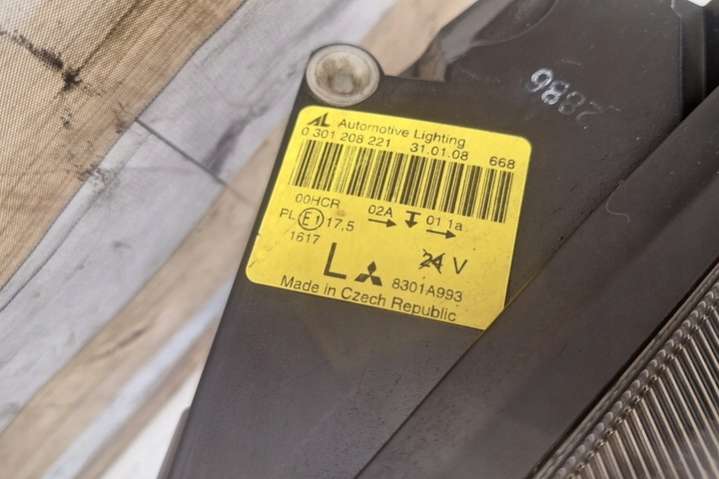 2886
AL Automotive Lighting
0 301 208 221 31.01.08 668
00HCR 02A 01 1a
PL E1 17.5
1617
24 V
L 8301A993
Made in Czech Republic